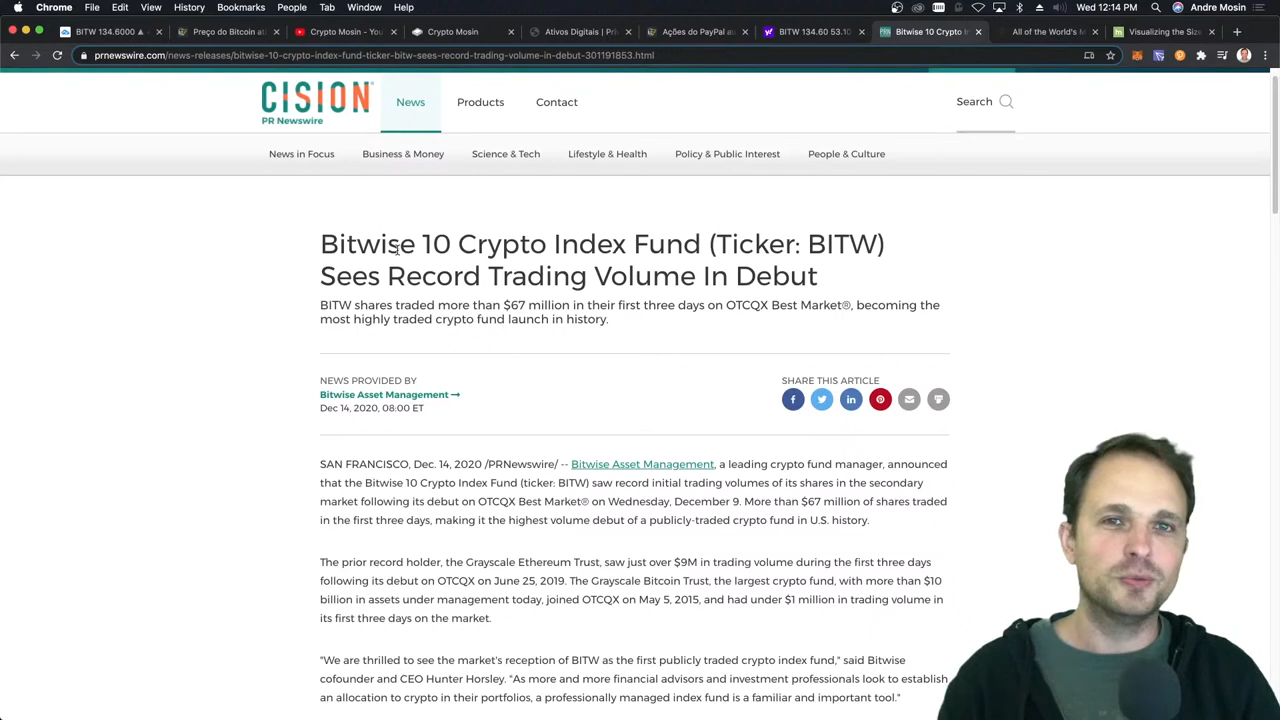 Chrome File Edit View History Bookmarks People Tab Window Help
Wed 12:14 PM Andre Mosin
BITW 134.6000 ▲
Preço do Bitcoin at
Crypto Mosin - You
Crypto Mosin
Ativos Digitais | Pri
Ações do PayPal au
BITW 134.60 53.10
Bitwise 10 Crypto In
All of the World's M
Visualizing the Size
prnewswire.com/news-releases/bitwise-10-crypto-index-fund-ticker-bitw-sees-record-trading-volume-in-debut-301191853.html
CISION
PR Newswire
News Products Contact
Search
News in Focus Business & Money Science & Tech Lifestyle & Health Policy & Public Interest People & Culture
Bitwise 10 Crypto Index Fund (Ticker: BITW)
Sees Record Trading Volume In Debut
BITW shares traded more than $67 million in their first three days on OTCQX Best Market®, becoming the
most highly traded crypto fund launch in history.
NEWS PROVIDED BY
Bitwise Asset Management →
Dec 14, 2020, 08:00 ET
SHARE THIS ARTICLE
SAN FRANCISCO, Dec. 14, 2020 /PRNewswire/ -- Bitwise Asset Management, a leading crypto fund manager, announced
that the Bitwise 10 Crypto Index Fund (ticker: BITW) saw record initial trading volumes of its shares in the secondary
market following its debut on OTCQX Best Market® on Wednesday, December 9. More than $67 million of shares traded
in the first three days, making it the highest volume debut of a publicly-traded crypto fund in U.S. history.
The prior record holder, the Grayscale Ethereum Trust, saw just over $9M in trading volume during the first three days
following its debut on OTCQX on June 25, 2019. The Grayscale Bitcoin Trust, the largest crypto fund, with more than $10
billion in assets under management today, joined OTCQX on May 5, 2015, and had under $1 million in trading volume in
its first three days on the market.
"We are thrilled to see the market's reception of BITW as the first publicly traded crypto index fund," said Bitwise
cofounder and CEO Hunter Horsley. "As more and more financial advisors and investment professionals look to establish
an allocation to crypto in their portfolios, a professionally managed index fund is a familiar and important tool."